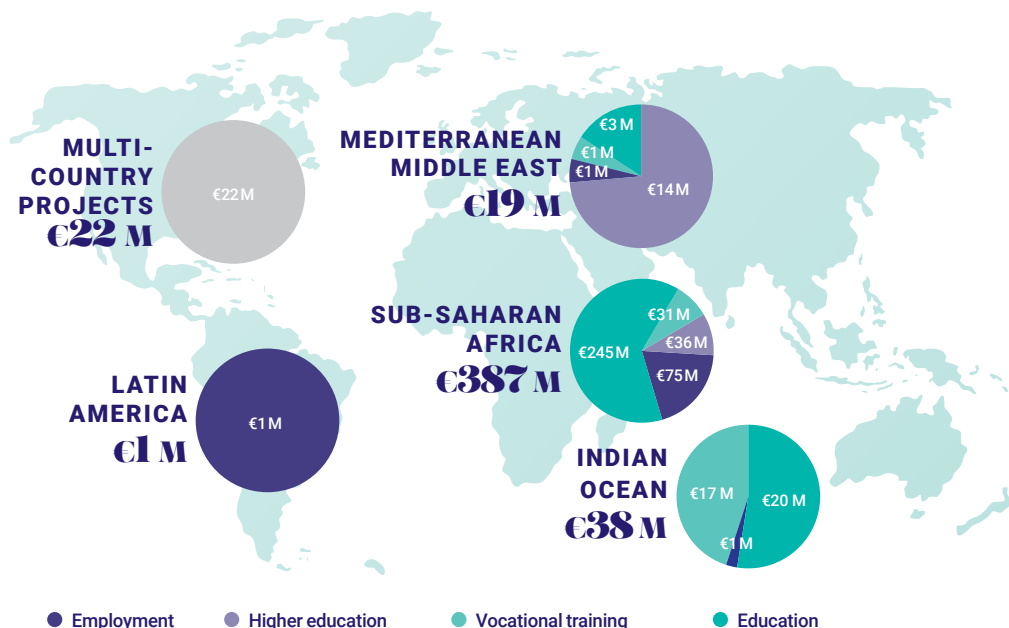 MULTI-
COUNTRY
PROJECTS
€22 M
€22 M
MEDITERRANEAN
MIDDLE EAST
€19 M
€3 M
€1 M
€1 M
€14 M
SUB-SAHARAN
AFRICA
€387 M
€31 M
€36 M
€245 M
€75 M
LATIN
AMERICA
€1 M
€1 M
INDIAN
OCEAN
€38 M
€17 M
€20 M
€1 M
Employment
Higher education
Vocational training
Education